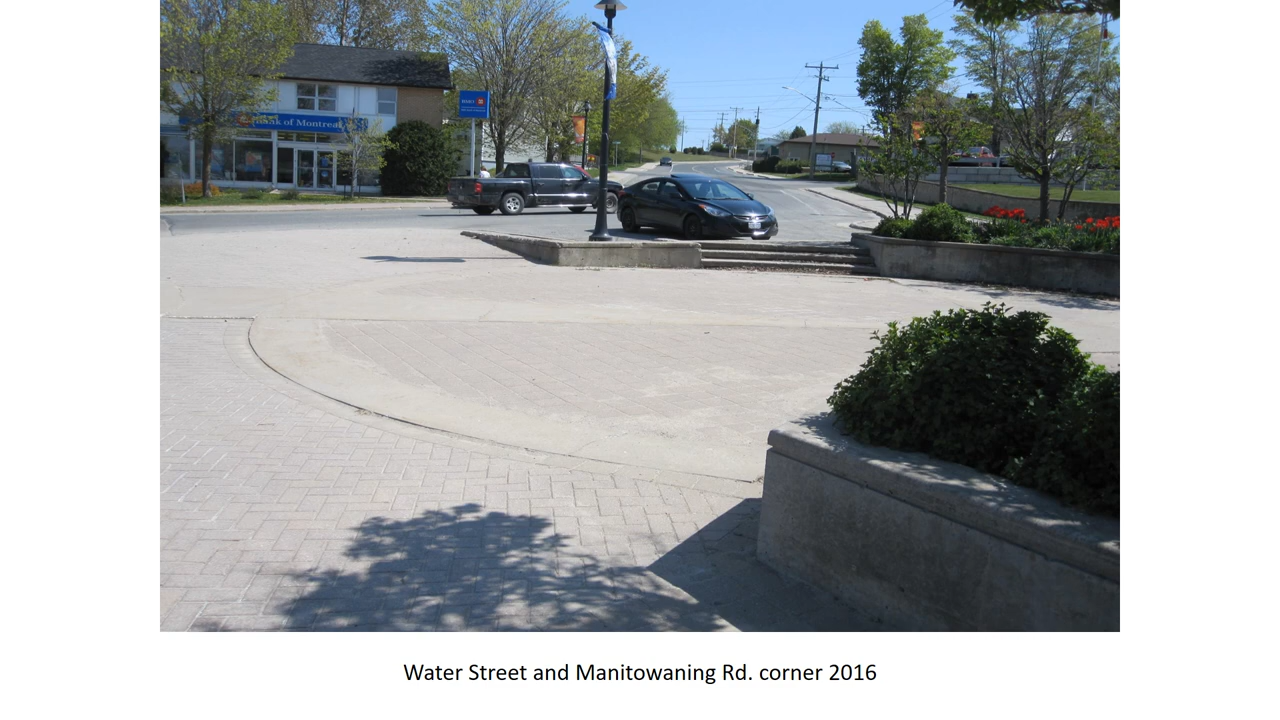 Bank of Montreal
Water Street and Manitowaning Rd. corner 2016